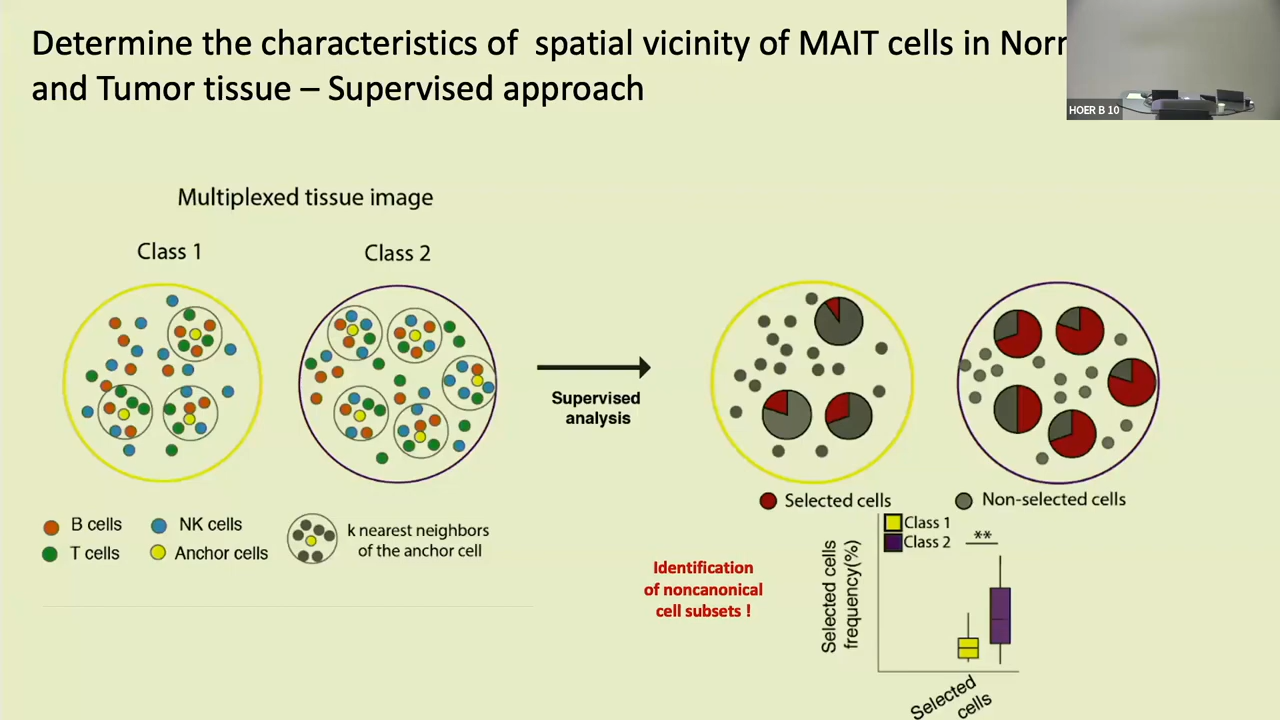 Determine the characteristics of spatial vicinity of MAIT cells in Norr
and Tumor tissue – Supervised approach
HOER B 10
Multiplexed tissue image
Class 1
Class 2
Supervised
analysis
B cells
NK cells
T cells
Anchor cells
k nearest neighbors
of the anchor cell
Selected cells
Non-selected cells
Identification
of noncanonical
cell subsets !
Class 1
Class 2
**
Selected cells
frequency(%)
Selected
cells